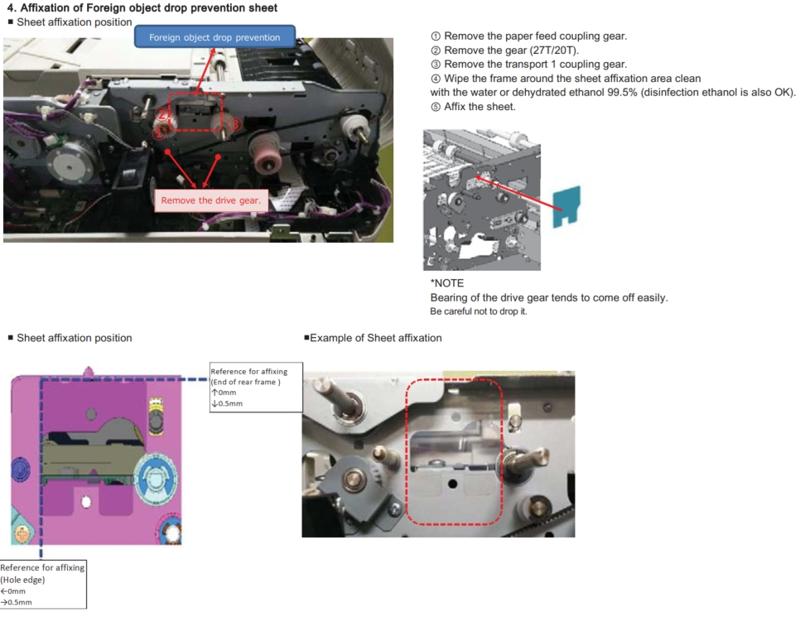 4. Affixation of Foreign object drop prevention sheet
■ Sheet affixation position
Foreign object drop prevention
②
①
③
Remove the drive gear.
① Remove the paper feed coupling gear.
② Remove the gear (27T/20T).
③ Remove the transport 1 coupling gear.
④ Wipe the frame around the sheet affixation area clean
with the water or dehydrated ethanol 99.5% (disinfection ethanol is also OK).
⑤ Affix the sheet.
*NOTE
Bearing of the drive gear tends to come off easily.
Be careful not to drop it.
■ Sheet affixation position
Reference for affixing
(End of rear frame )
↑0mm
↓0.5mm
Reference for affixing
(Hole edge)
←0mm
→0.5mm
■Example of Sheet affixation